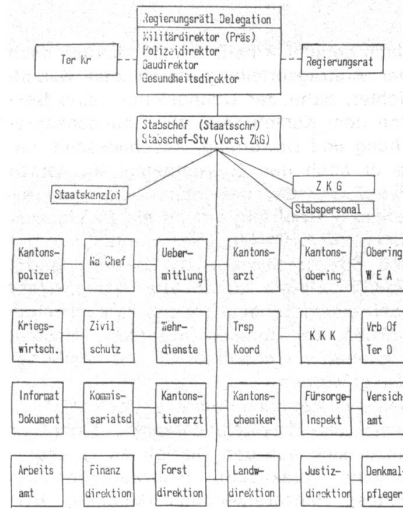 Regierungsrätl Delegation
Militärdirektor (Präs)
Polizeidirektor
Baudirektor
Gesundheitsdirektor
Ter Kr
Regierungsrat
Stabschef (Staatsschr)
Stabschef-Stv (Vorst ZKG)
Staatskanzlei
Z K G
Stabspersonal
Kantons-
polizei
Na Chef
Ueber-
mittlung
Kantons-
arzt
Kantons-
obering
Obering
W E A
Kriegs-
wirtsch.
Zivil
schutz
Wehr-
dienste
Trsp
Koord
K K K
Vrb Of
Ter D
Informat
Dokument
Kommis-
sariatsd
Kantons-
tierarzt
Kantons-
chemiker
Fürsorge-
Inspekt
Versich
amt
Arbeits
amt
Finanz
direktion
Forst
direktion
Landw-
direktion
Justiz-
direktion
Denkmal-
pfleger